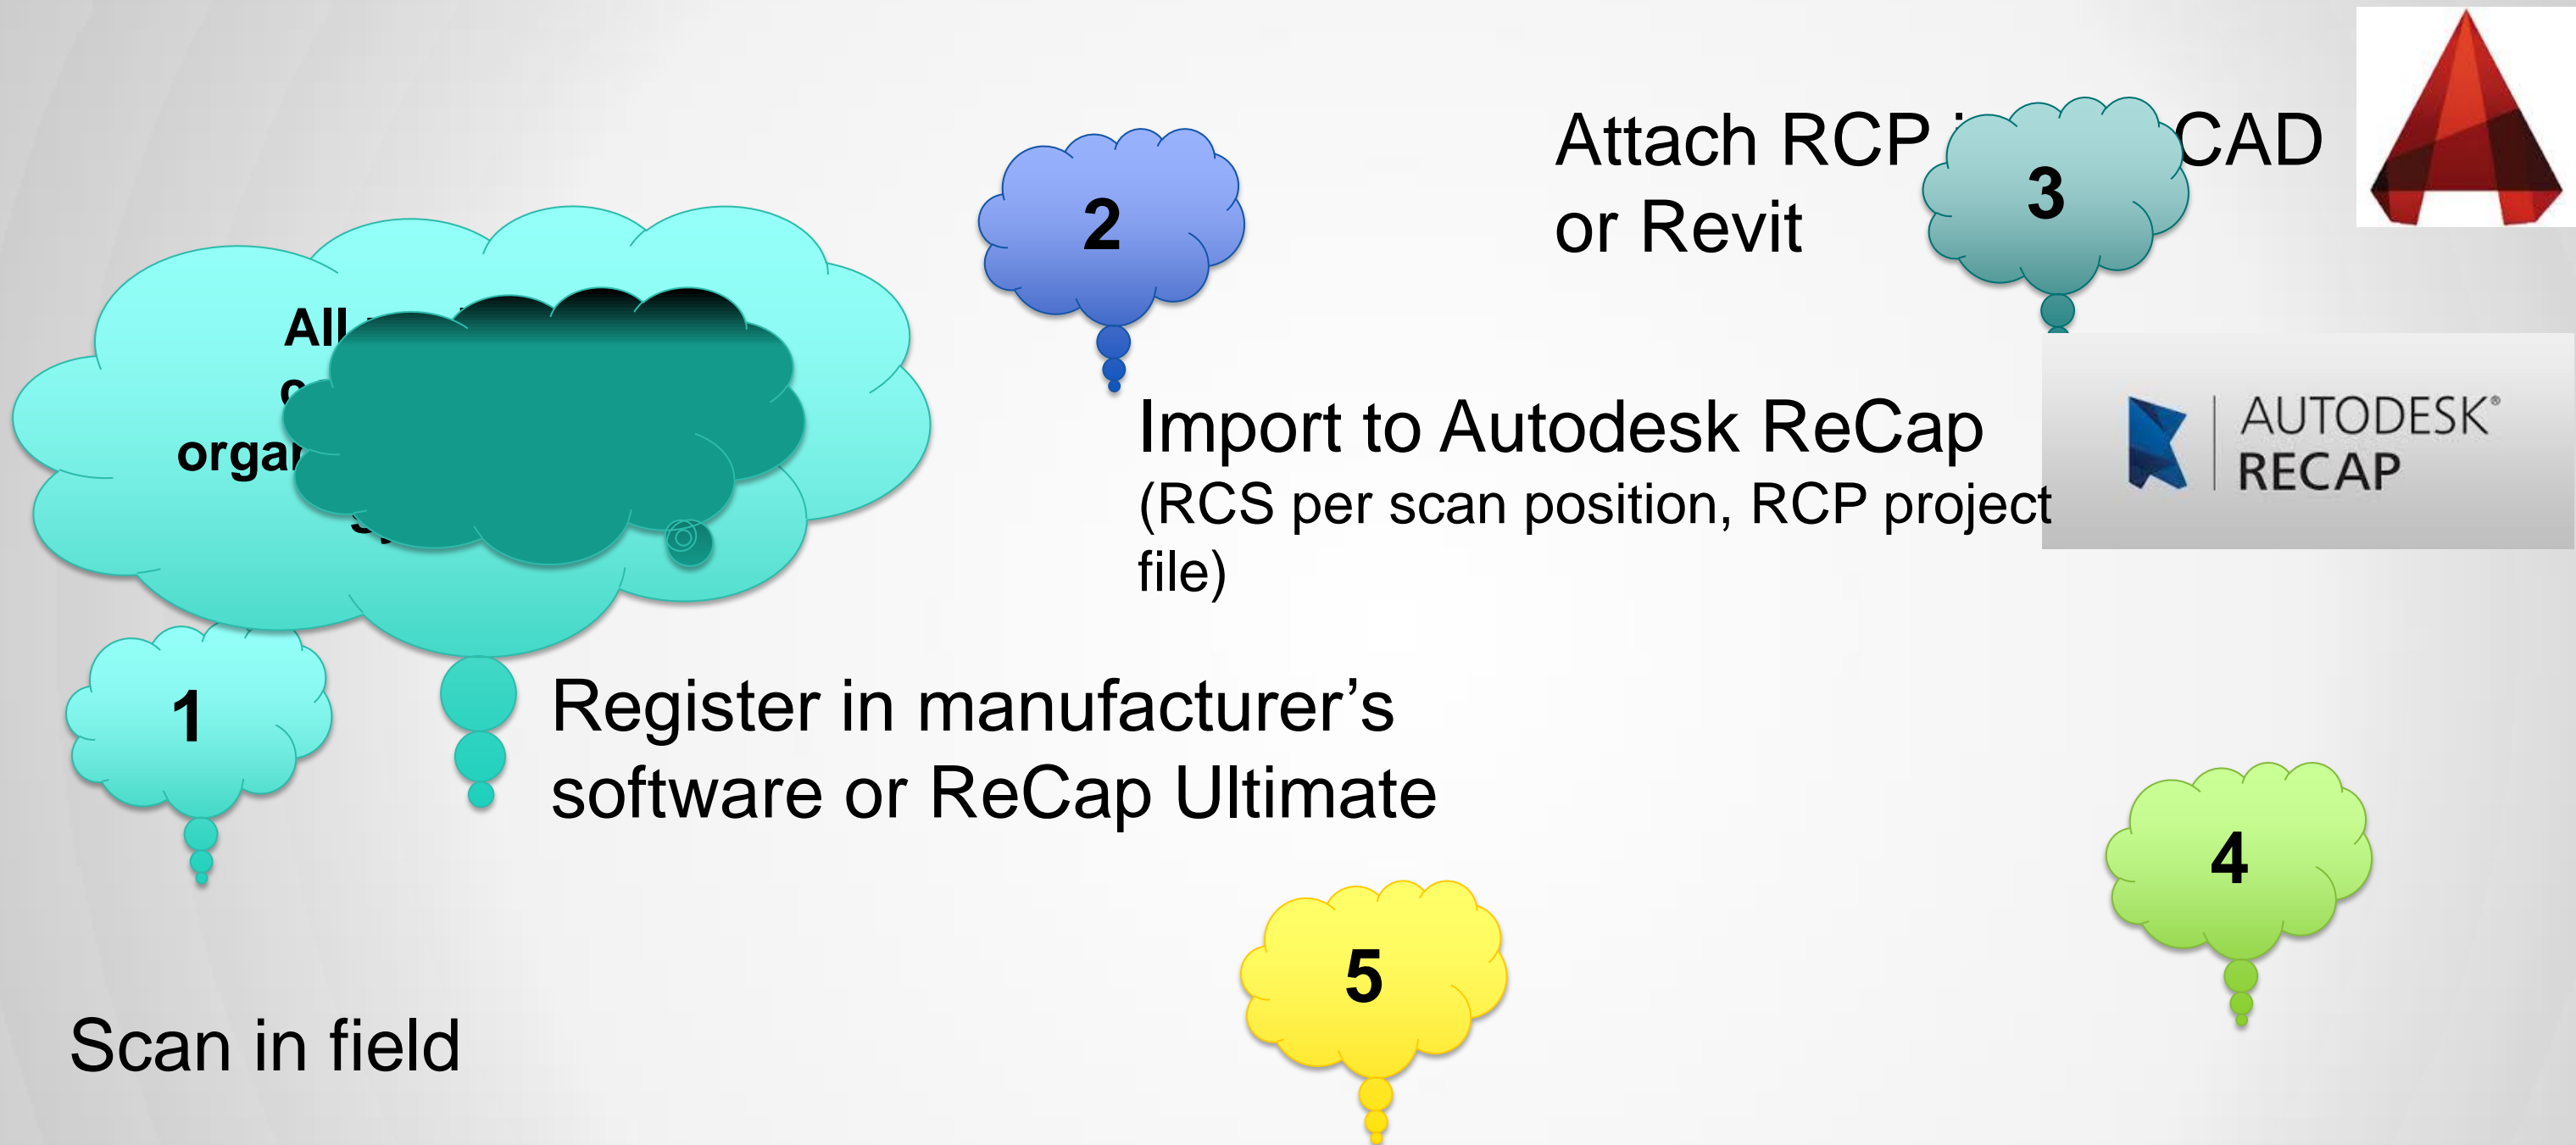 Attach RCP CAD
or Revit
3
2
All
Import to Autodesk ReCap
(RCS per scan position, RCP project
file)
AUTODESK®
RECAP
1
Register in manufacturer’s
software or ReCap Ultimate
4
5
Scan in field